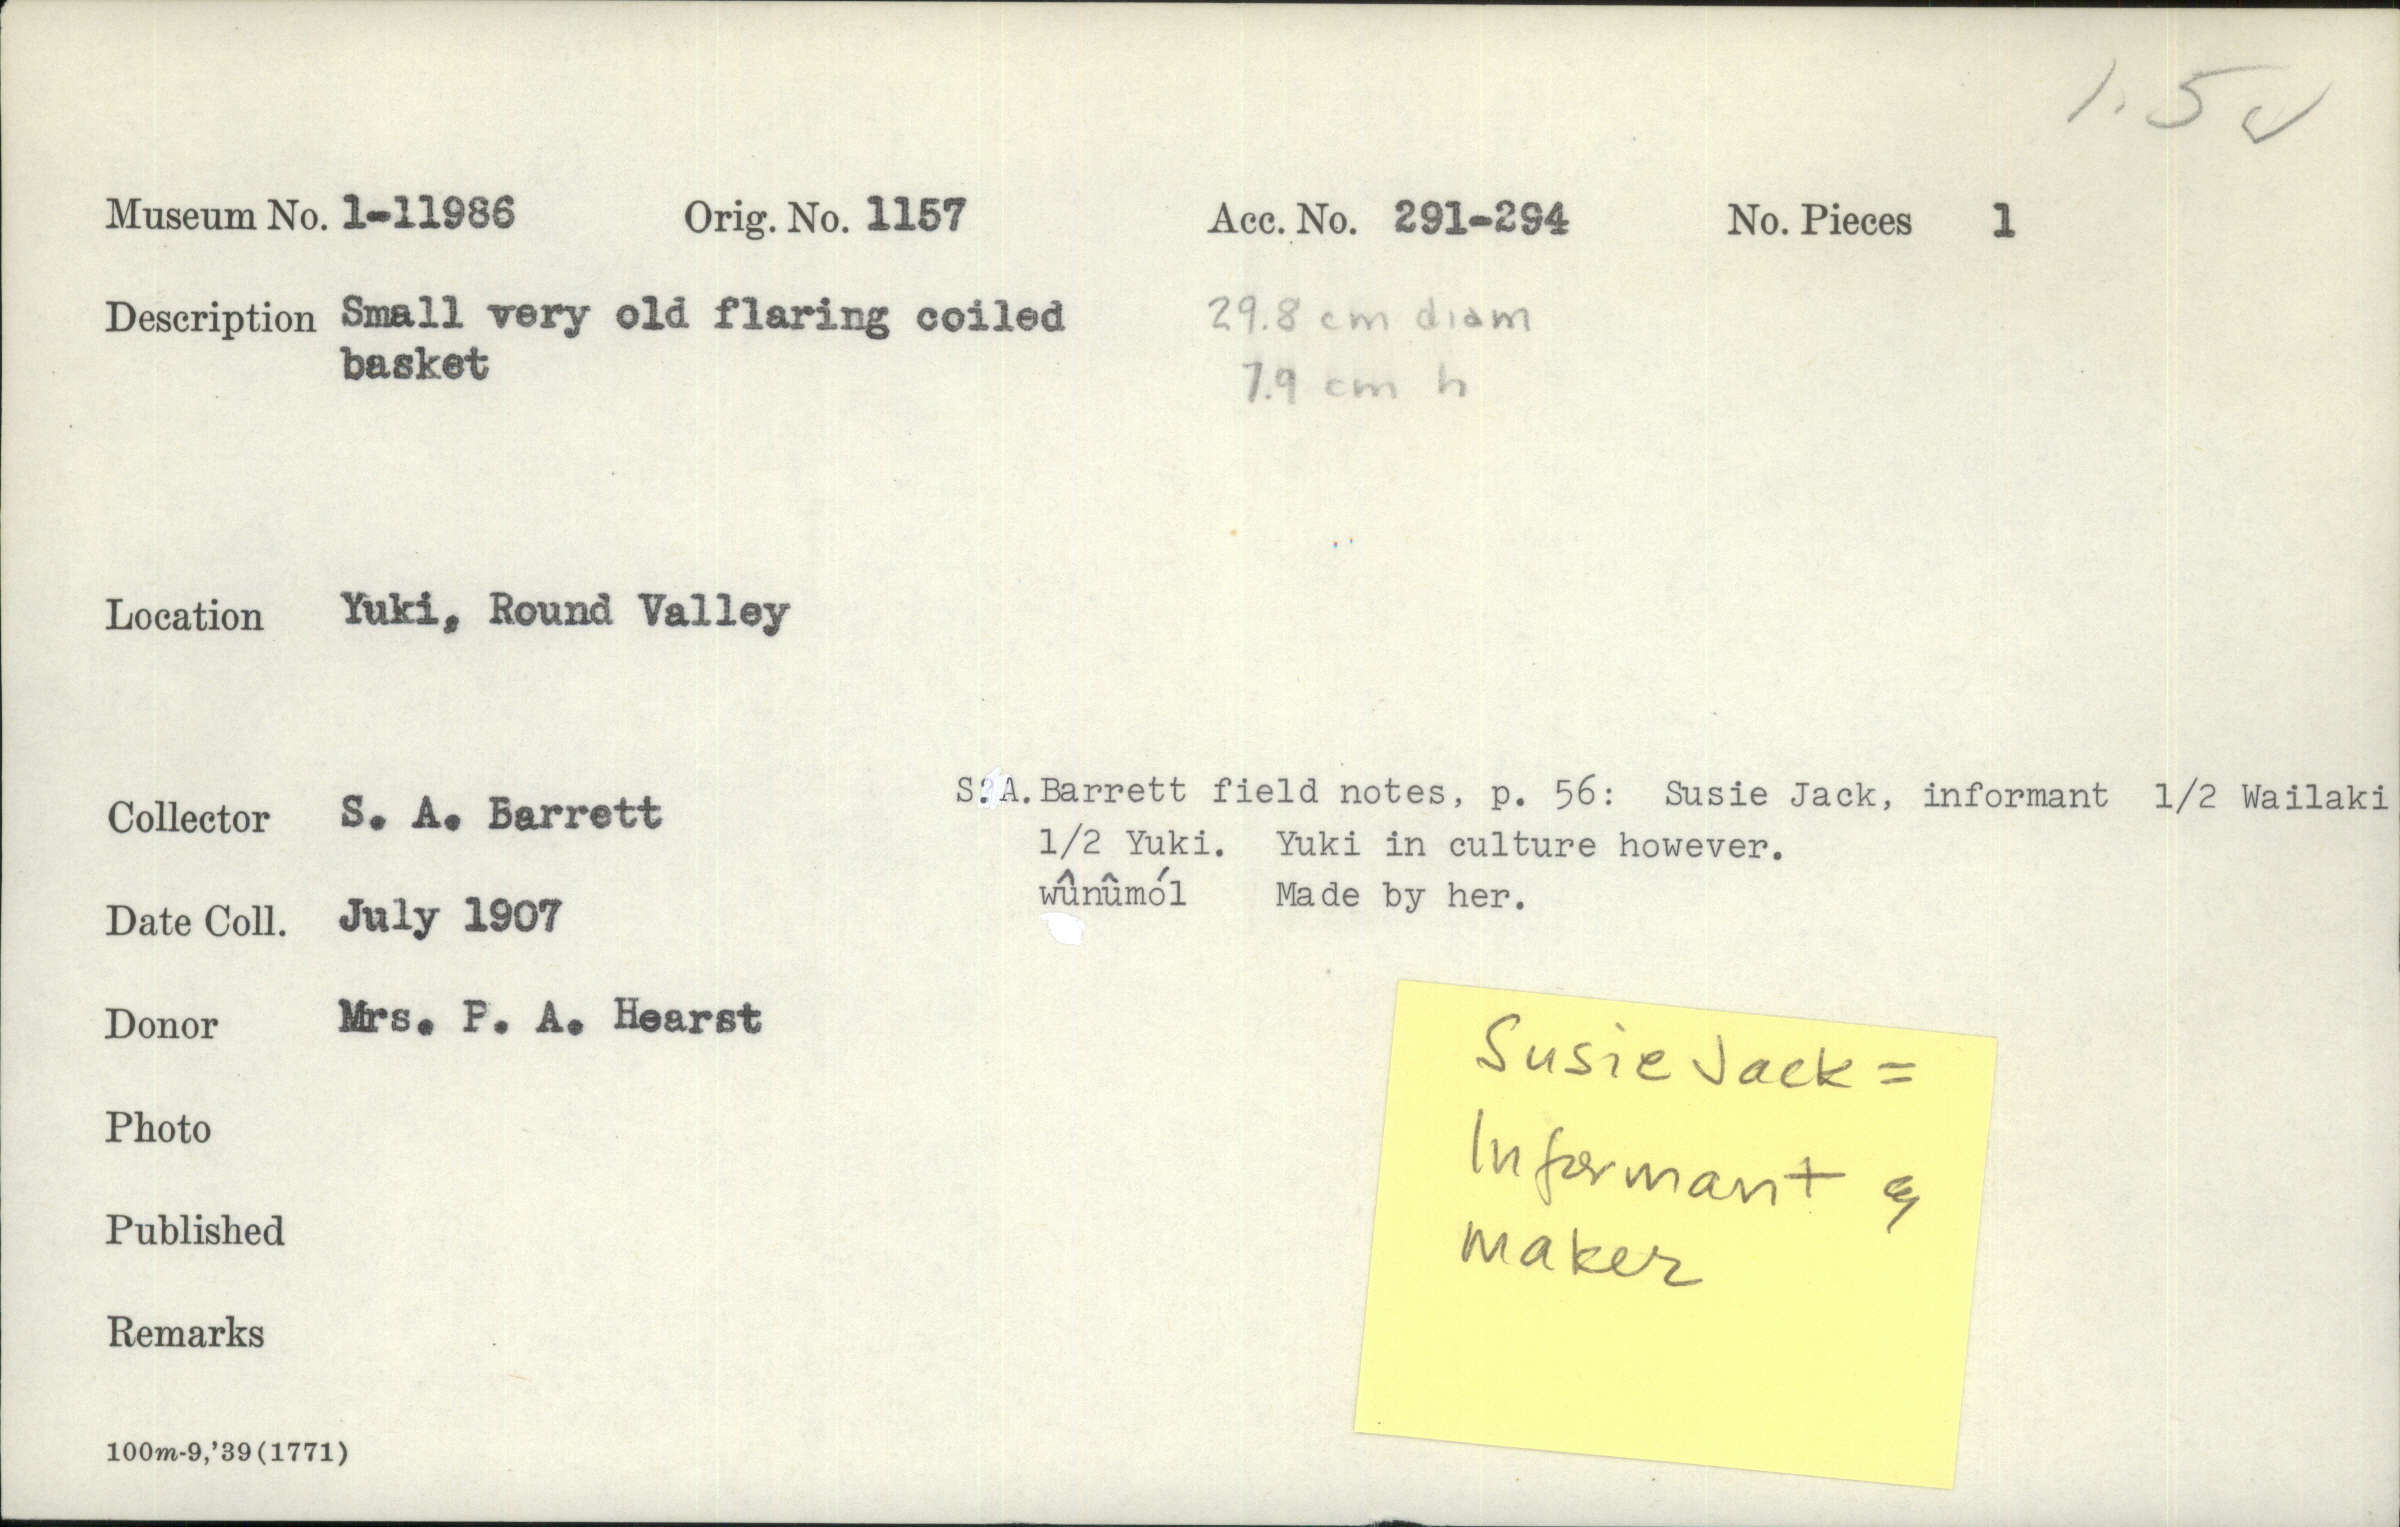 1.5
Museum No. 1-11986 Orig. No. 1157 Acc. No. 291-294 No. Pieces 1
Description Small very old flaring coiled 29.8 cm diam
basket 7.9 cm h
Location Yuki, Round Valley
Collector S. A. Barrett
S. A. Barrett field notes, p. 56: Susie Jack, informant 1/2 Wailaki
1/2 Yuki. Yuki in culture however.
wûnûmól Made by her.
Date Coll. July 1907
Donor Mrs. P. A. Hearst
Susie Jack =
Informant &
maker
Photo
Published
Remarks
100m-9,'39(1771)